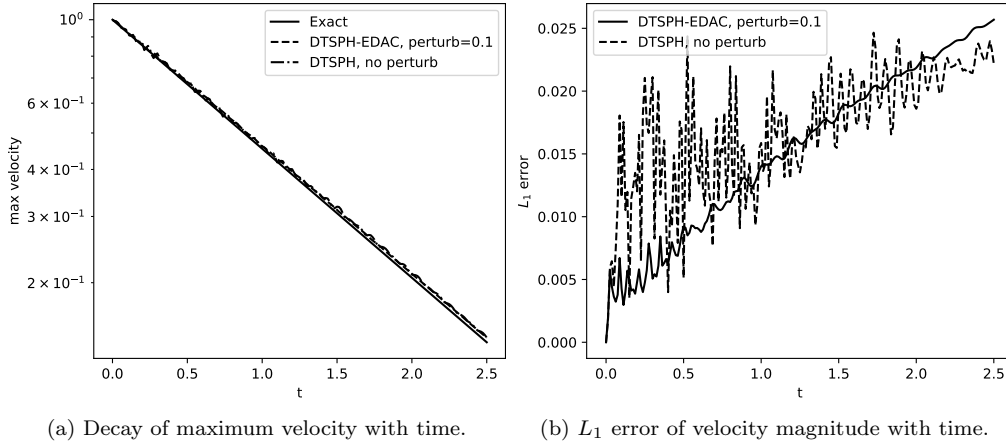 10⁰
6 × 10⁻¹
4 × 10⁻¹
3 × 10⁻¹
2 × 10⁻¹
max velocity
0.0
0.5
1.0
1.5
2.0
2.5
t
Exact
DTSPH-EDAC, perturb=0.1
DTSPH, no perturb
(a) Decay of maximum velocity with time.
0.025
0.020
0.015
0.010
0.005
0.000
L₁ error
0.0
0.5
1.0
1.5
2.0
2.5
t
DTSPH-EDAC, perturb=0.1
DTSPH, no perturb
(b) L₁ error of velocity magnitude with time.